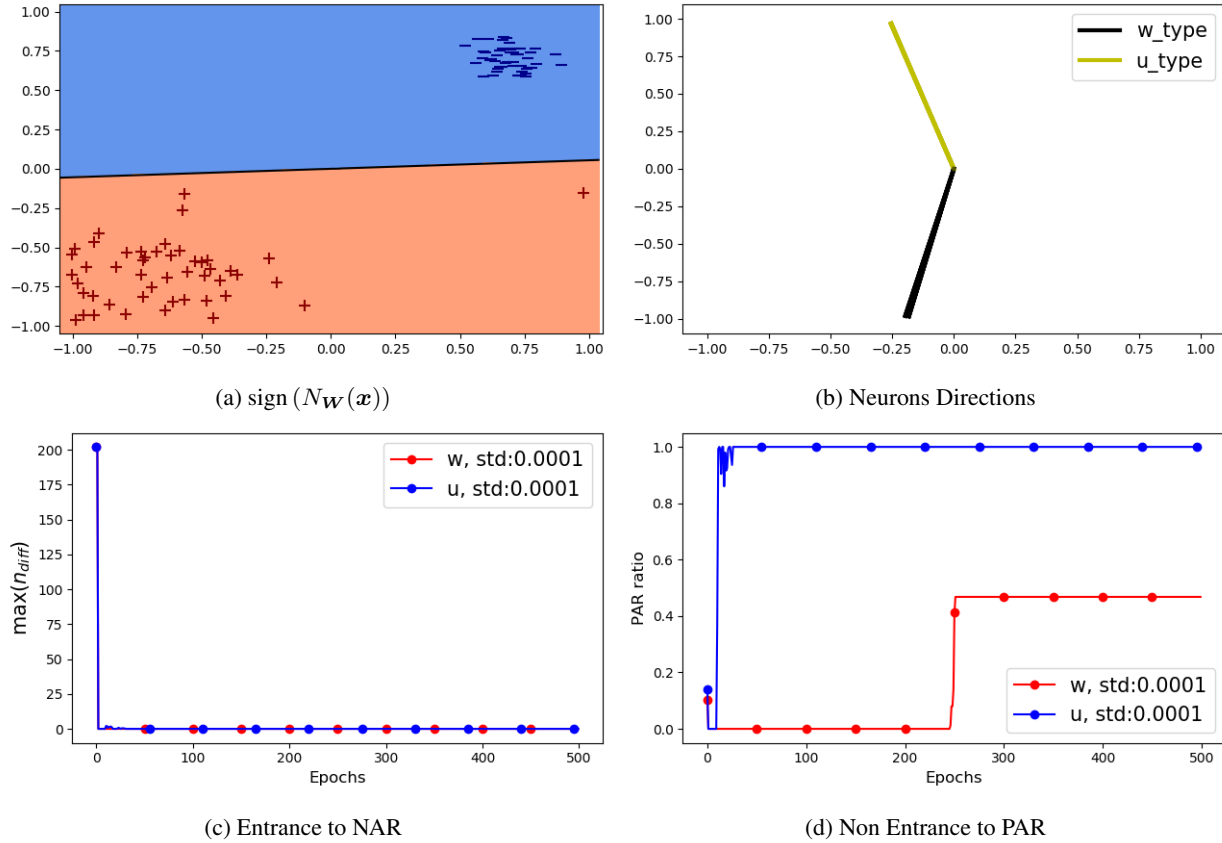 1.00
0.75
0.50
0.25
0.00
−0.25
−0.50
−0.75
−1.00
−1.00 −0.75 −0.50 −0.25 0.00 0.25 0.50 0.75 1.00
(a) sign (N_W(x))
1.00
0.75
0.50
0.25
0.00
−0.25
−0.50
−0.75
−1.00
−1.00 −0.75 −0.50 −0.25 0.00 0.25 0.50 0.75 1.00
w_type
u_type
(b) Neurons Directions
200
175
150
125
100
75
50
25
0
max(n_diff)
0 100 200 300 400 500
Epochs
w, std:0.0001
u, std:0.0001
(c) Entrance to NAR
1.0
0.8
0.6
0.4
0.2
0.0
PAR ratio
0 100 200 300 400 500
Epochs
w, std:0.0001
u, std:0.0001
(d) Non Entrance to PAR